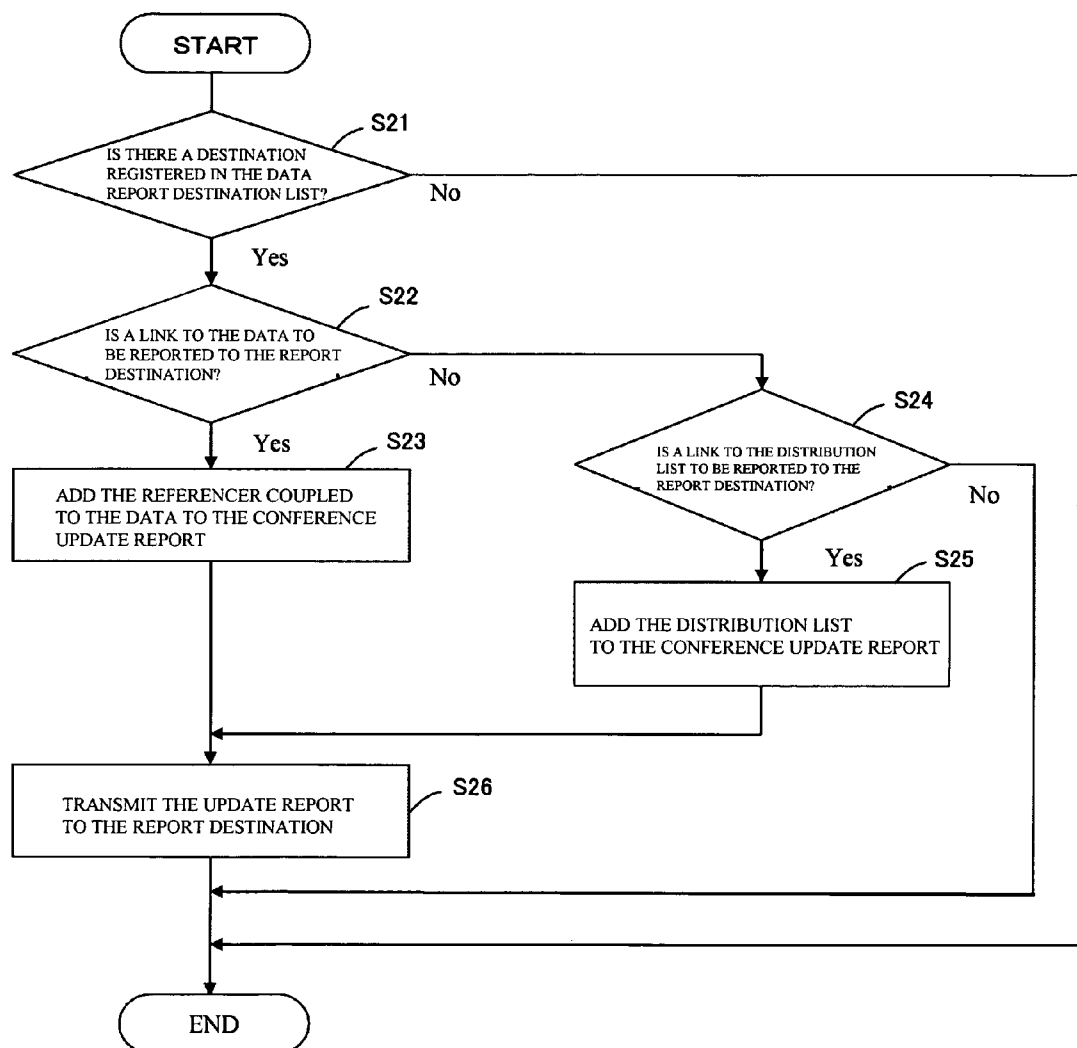 START
S21
IS THERE A DESTINATION
REGISTERED IN THE DATA
REPORT DESTINATION LIST?
No
Yes
S22
IS A LINK TO THE DATA TO
BE REPORTED TO THE REPORT
DESTINATION?
No
Yes
S24
IS A LINK TO THE DISTRIBUTION
LIST TO BE REPORTED TO THE
REPORT DESTINATION?
No
Yes
S23
ADD THE REFERENCER COUPLED
TO THE DATA TO THE CONFERENCE
UPDATE REPORT
S25
ADD THE DISTRIBUTION LIST
TO THE CONFERENCE UPDATE REPORT
S26
TRANSMIT THE UPDATE REPORT
TO THE REPORT DESTINATION
END